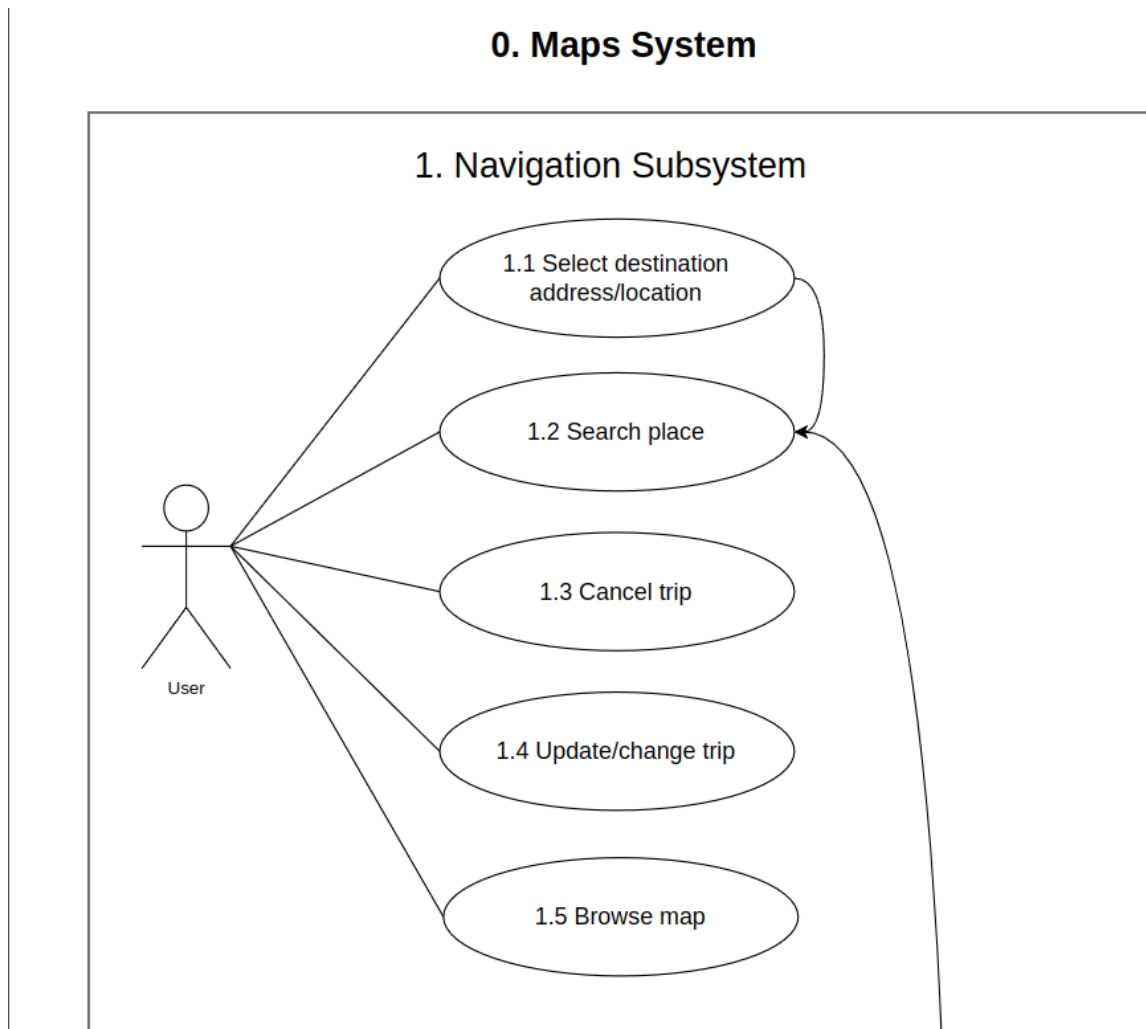 0. Maps System
1. Navigation Subsystem
1.1 Select destination
address/location
1.2 Search place
1.3 Cancel trip
User
1.4 Update/change trip
1.5 Browse map